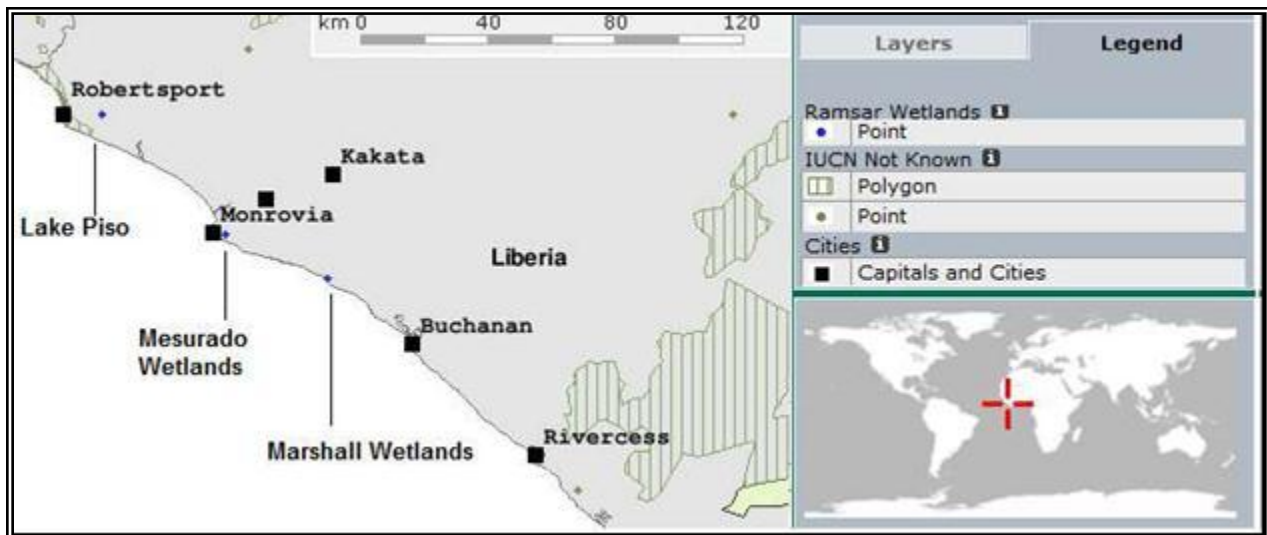 km 0 40 80 120
Robertsport
Kakata
Monrovia
Lake Piso
Liberia
Mesurado
Wetlands
Buchanan
Marshall Wetlands
Rivercess
Layers Legend
Ramsar Wetlands i
Point
IUCN Not Known i
Polygon
Point
Cities i
Capitals and Cities